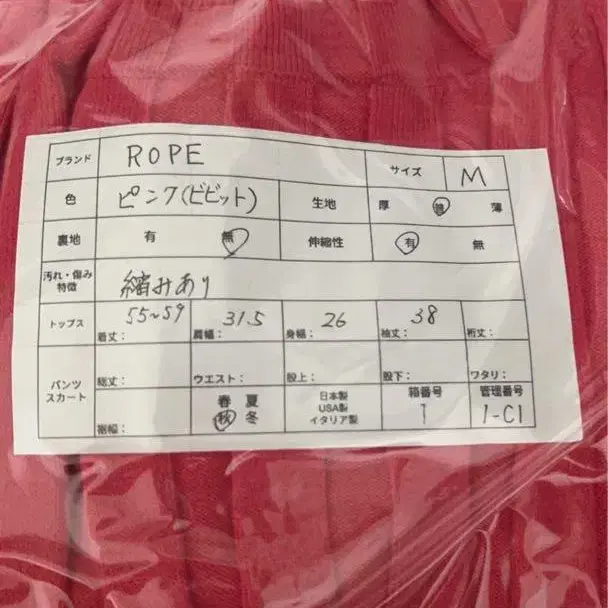 ブランド ROPE サイズ M
色 ピンク(ビビット) 生地 厚 普 薄
裏地 有 無 伸縮性 有 無
汚れ・傷み 特徴 縮みあり
トップス 着丈: 55~59 肩幅: 31.5 身幅: 26 袖丈: 38 裄丈:
パンツ スカート 総丈: ウエスト: 股上: 股下: ワタリ:
裾幅: 春 夏 秋 冬 日本製 USA製 イタリア製 箱番号 1 管理番号 1-C1